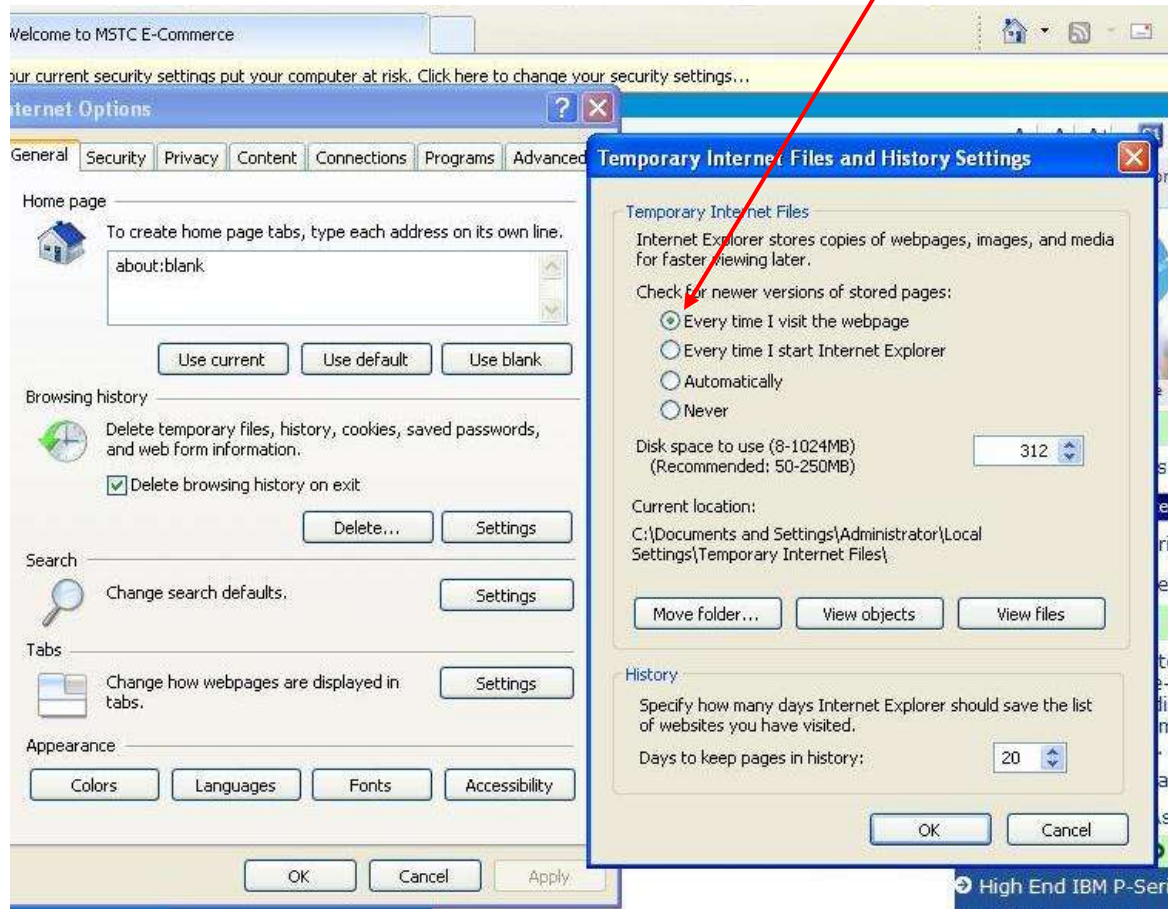 Welcome to MSTC E-Commerce
our current security settings put your computer at risk. Click here to change your security settings...
Internet Options
General Security Privacy Content Connections Programs Advanced
Home page
To create home page tabs, type each address on its own line.
about:blank
Use current Use default Use blank
Browsing history
Delete temporary files, history, cookies, saved passwords,
and web form information.
Delete browsing history on exit
Delete... Settings
Search
Change search defaults.
Settings
Tabs
Change how webpages are displayed in
tabs.
Settings
Appearance
Colors Languages Fonts Accessibility
OK Cancel Apply
Temporary Internet Files and History Settings
Temporary Internet Files
Internet Explorer stores copies of webpages, images, and media
for faster viewing later.
Check for newer versions of stored pages:
Every time I visit the webpage
Every time I start Internet Explorer
Automatically
Never
Disk space to use (8-1024MB)
(Recommended: 50-250MB)
312
Current location:
C:\Documents and Settings\Administrator\Local
Settings\Temporary Internet Files\
Move folder... View objects View files
History
Specify how many days Internet Explorer should save the list
of websites you have visited.
Days to keep pages in history:
20
OK Cancel
High End IBM P-Seri